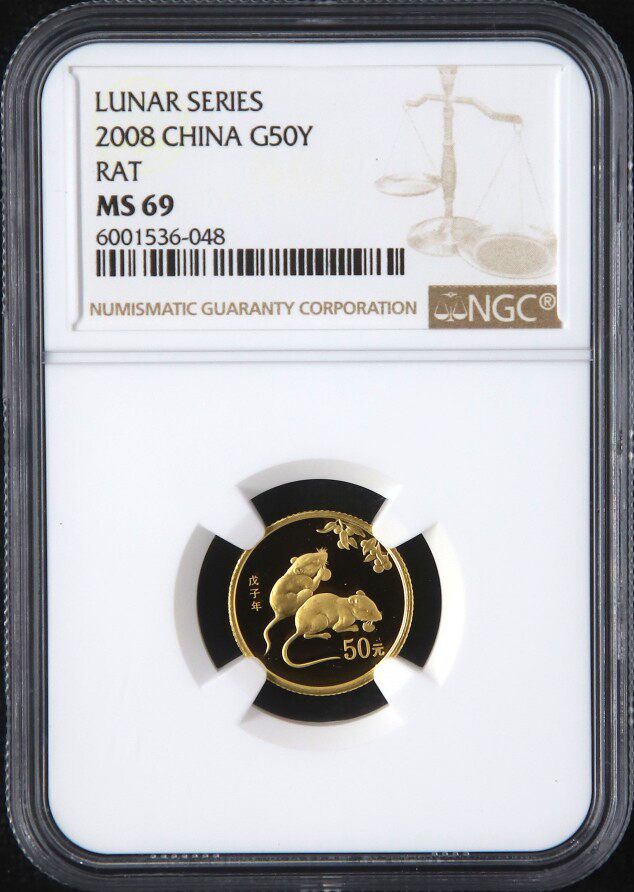 LUNAR SERIES
2008 CHINA G50Y
RAT
MS 69
6001536-048
NUMISMATIC GUARANTY CORPORATION
NGC®
戊子年
50元